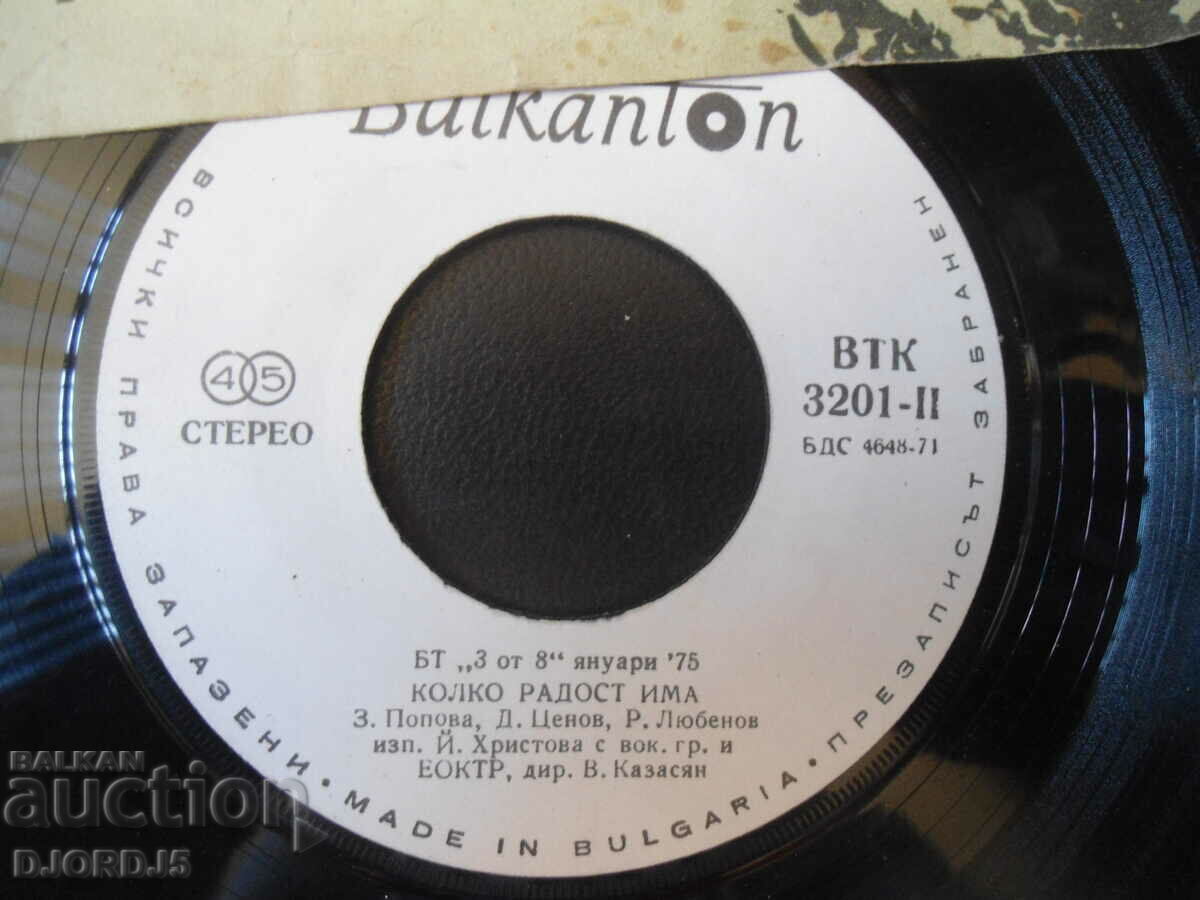 Balkanton
ВСИЧКИ ПРАВА ЗАПАЗЕНИ • MADE IN BULGARIA • ПРЕЗАПИСЪТ ЗАБРАНЕН
45
СТЕРЕО
ВТК
3201-II
БДС 4648-71
БТ „3 от 8“ януари '75
КОЛКО РАДОСТ ИМА
З. Попова, Д. Ценов, Р. Любенов
изп. Й. Христова с вок. гр. и
ЕОКТР, дир. В. Казасян
BALKAN
auction
DJORDJ5